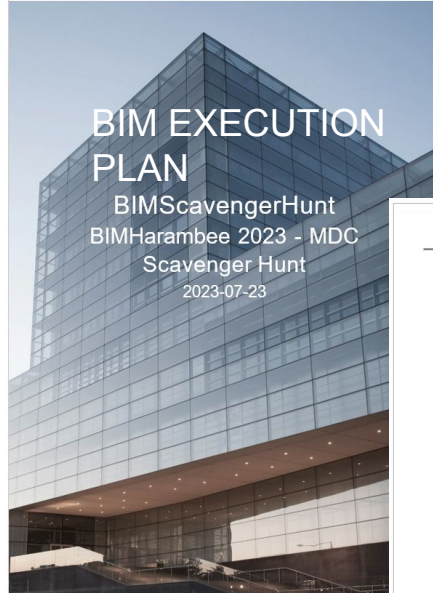 BIM EXECUTION
PLAN
BIMScavengerHunt
BIMHarambee 2023 - MDC
Scavenger Hunt
2023-07-23